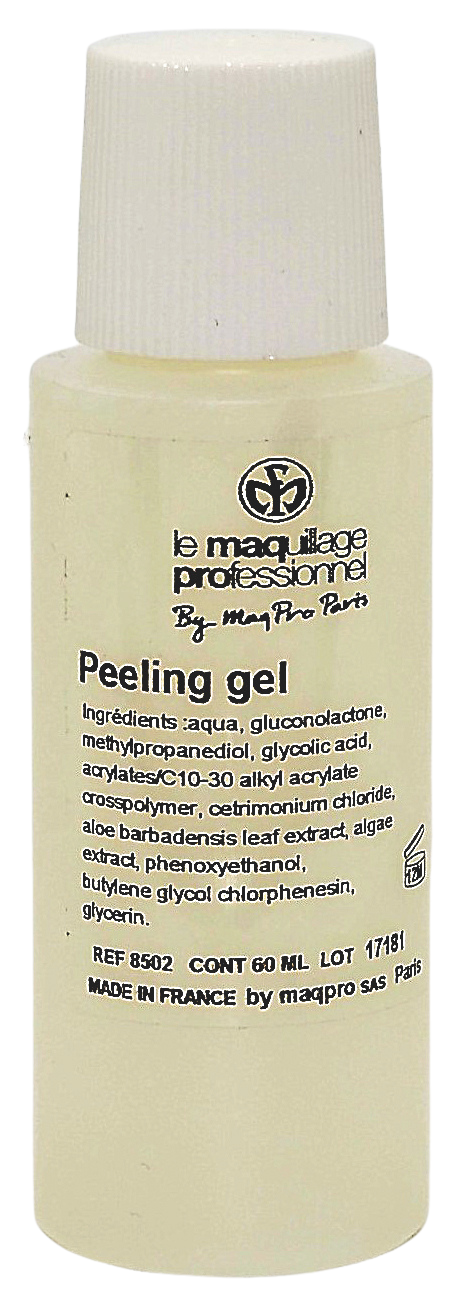 le maquillage
professionnel
By MaqPro Paris
Peeling gel
Ingrédients :aqua, gluconolactone,
methylpropanediol, glycolic acid,
acrylates/C10-30 alkyl acrylate
crosspolymer, cetrimonium chloride,
aloe barbadensis leaf extract, algae
extract, phenoxyethanol,
butylene glycol chlorphenesin,
glycerin.
12M
REF 8502 CONT 60 ML LOT 17181
MADE IN FRANCE by maqpro SAS Paris